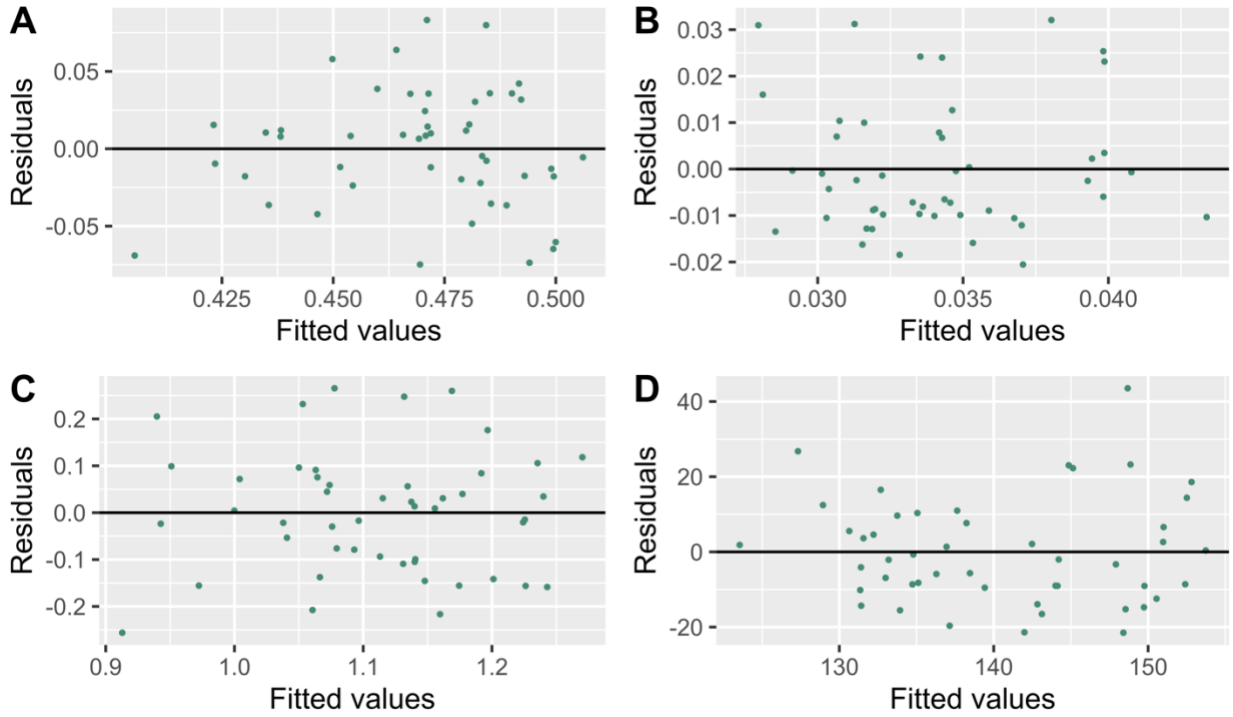 A
Residuals
0.05
0.00
-0.05
0.425 0.450 0.475 0.500
Fitted values
B
Residuals
0.03
0.02
0.01
0.00
-0.01
-0.02
0.030 0.035 0.040
Fitted values
C
Residuals
0.2
0.1
0.0
-0.1
-0.2
0.9 1.0 1.1 1.2
Fitted values
D
Residuals
40
20
0
-20
130 140 150
Fitted values